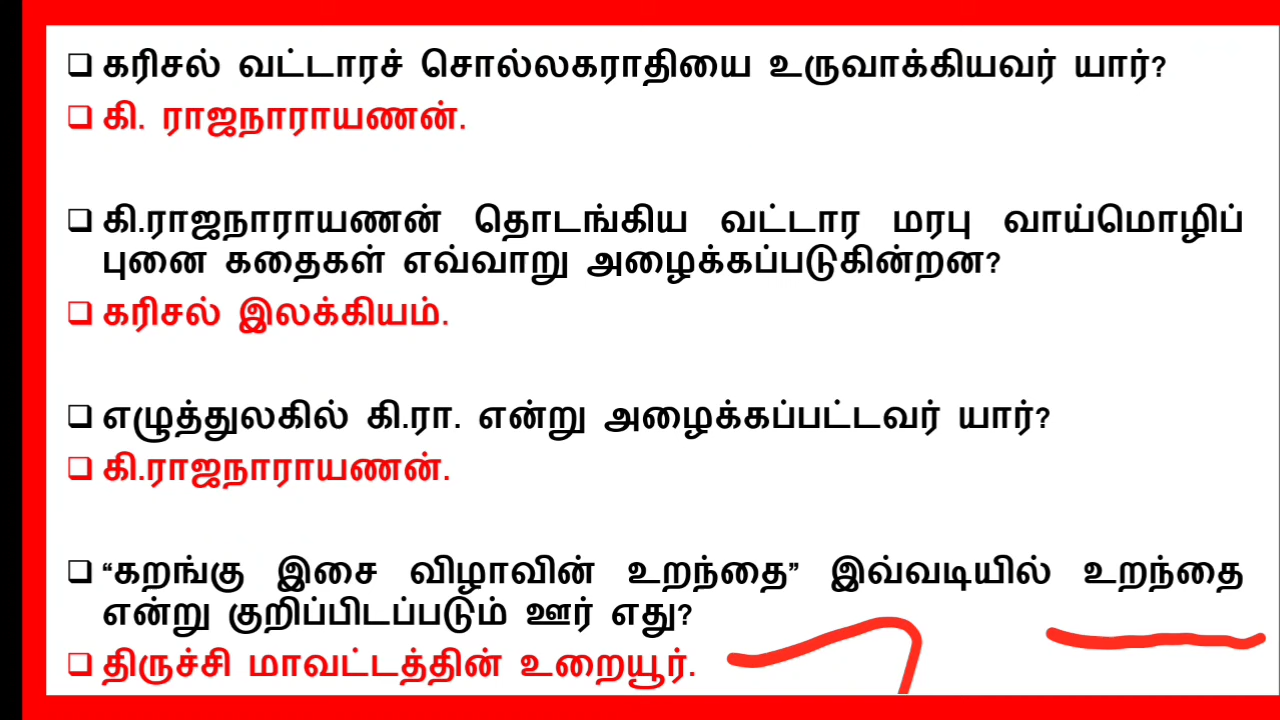 கரிசல் வட்டாரச் சொல்லகராதியை உருவாக்கியவர் யார்?
கி. ராஜநாராயணன்.
கி.ராஜநாராயணன் தொடங்கிய வட்டார மரபு வாய்மொழிப்
புனை கதைகள் எவ்வாறு அழைக்கப்படுகின்றன?
கரிசல் இலக்கியம்.
எழுத்துலகில் கி.ரா. என்று அழைக்கப்பட்டவர் யார்?
கி.ராஜநாராயணன்.
“கறங்கு இசை விழாவின் உறந்தை” இவ்வடியில் உறந்தை
என்று குறிப்பிடப்படும் ஊர் எது?
திருச்சி மாவட்டத்தின் உறையூர்.